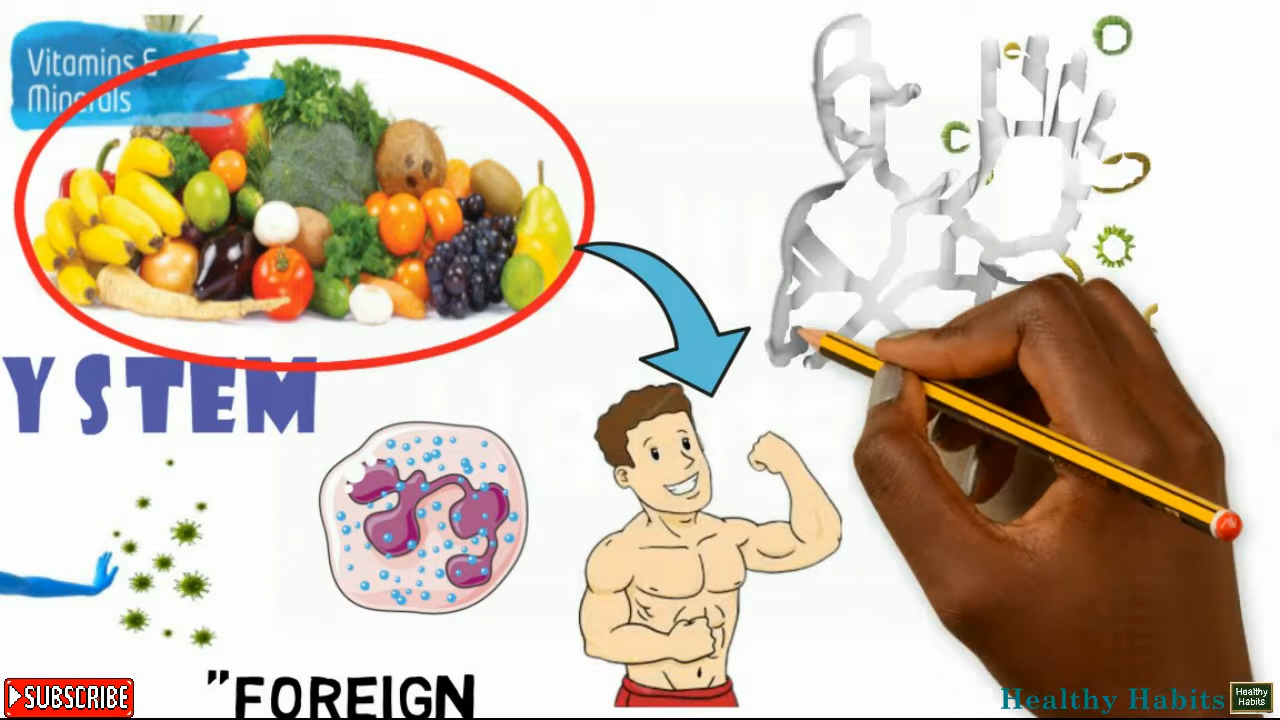 Vitamins &
Minerals
YSTEM
"FOREIGN
SUBSCRIBE
Healthy Habits
Healthy
Habits